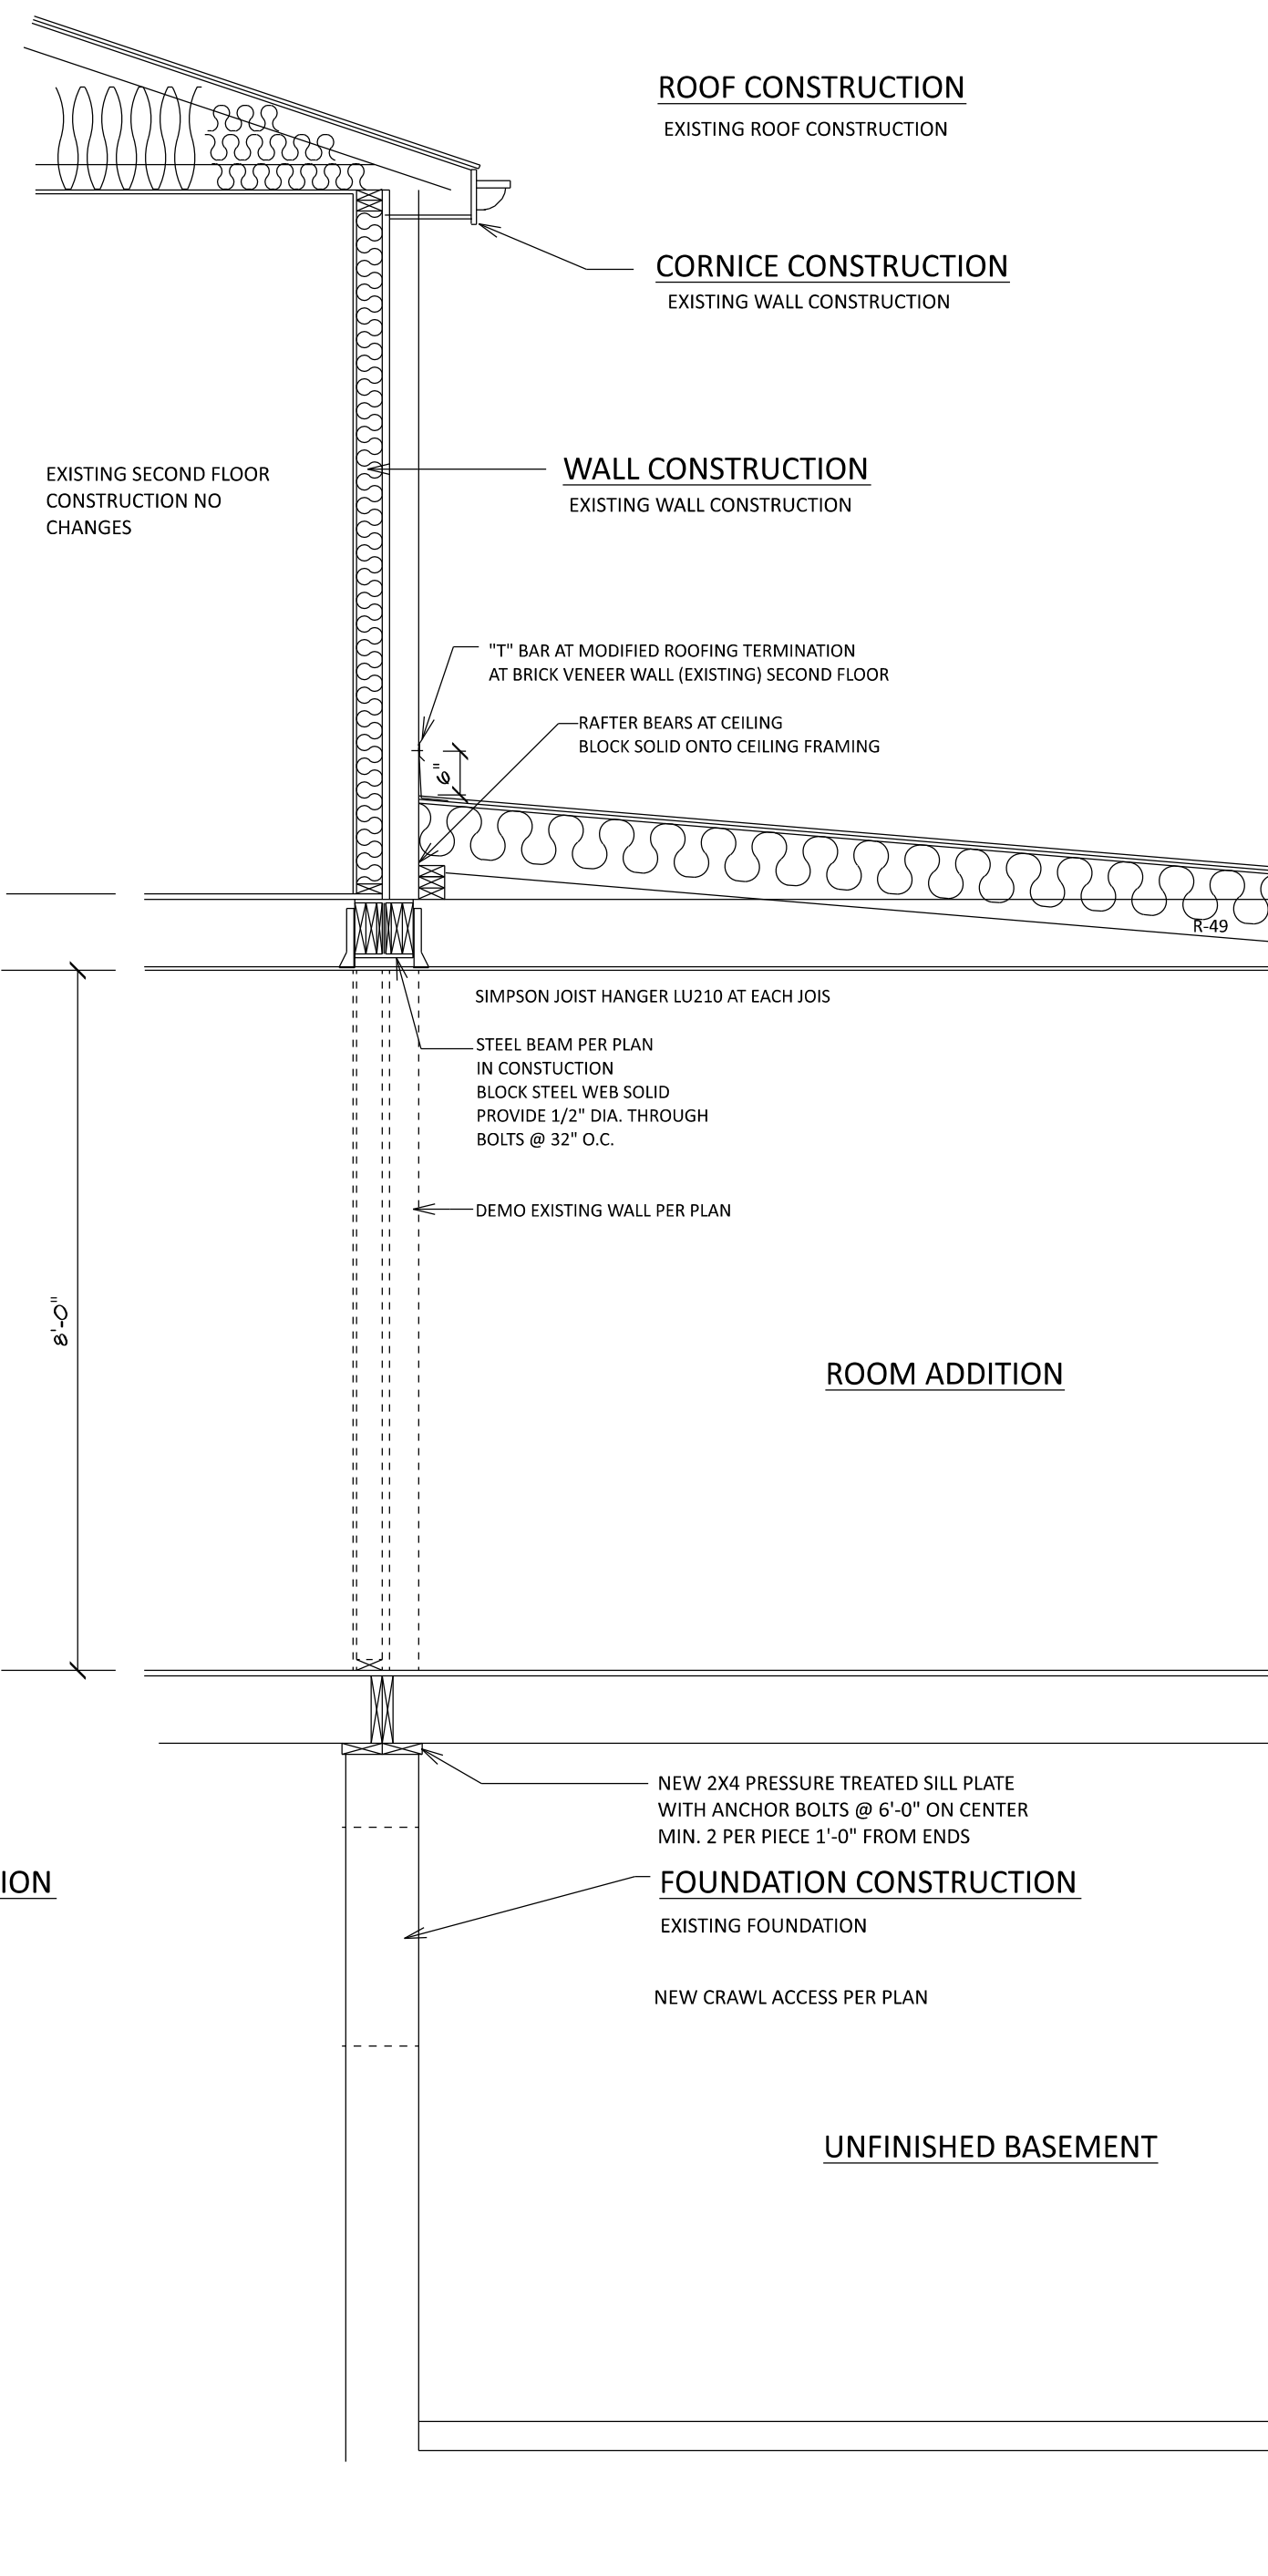 ROOF CONSTRUCTION
EXISTING ROOF CONSTRUCTION
CORNICE CONSTRUCTION
EXISTING WALL CONSTRUCTION
WALL CONSTRUCTION
EXISTING WALL CONSTRUCTION
EXISTING SECOND FLOOR
CONSTRUCTION NO
CHANGES
"T" BAR AT MODIFIED ROOFING TERMINATION
AT BRICK VENEER WALL (EXISTING) SECOND FLOOR
RAFTER BEARS AT CEILING
BLOCK SOLID ONTO CEILING FRAMING
6"
R-49
SIMPSON JOIST HANGER LU210 AT EACH JOIS
STEEL BEAM PER PLAN
IN CONSTUCTION
BLOCK STEEL WEB SOLID
PROVIDE 1/2" DIA. THROUGH
BOLTS @ 32" O.C.
DEMO EXISTING WALL PER PLAN
8'-0"
ROOM ADDITION
NEW 2X4 PRESSURE TREATED SILL PLATE
WITH ANCHOR BOLTS @ 6'-0" ON CENTER
MIN. 2 PER PIECE 1'-0" FROM ENDS
ION
FOUNDATION CONSTRUCTION
EXISTING FOUNDATION
NEW CRAWL ACCESS PER PLAN
UNFINISHED BASEMENT